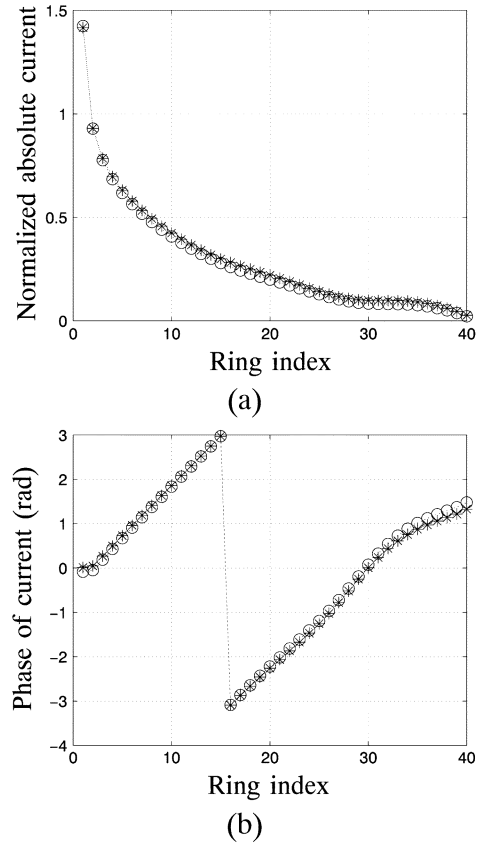 1.5
1
0.5
0
0 10 20 30 40
Normalized absolute current
Ring index
(a)
3
2
1
0
−1
−2
−3
−4
0 10 20 30 40
Phase of current (rad)
Ring index
(b)